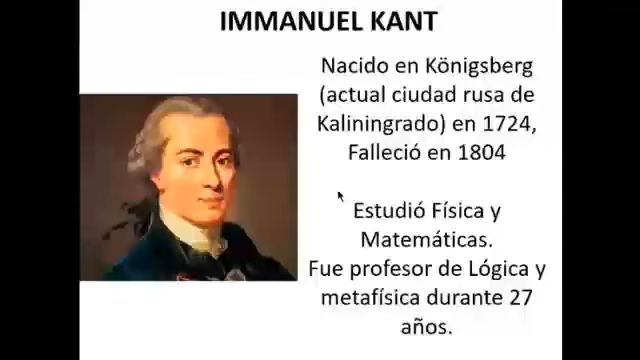 IMMANUEL KANT
Nacido en Königsberg
(actual ciudad rusa de
Kaliningrado) en 1724,
Falleció en 1804
Estudió Física y
Matemáticas.
Fue profesor de Lógica y
metafísica durante 27
años.